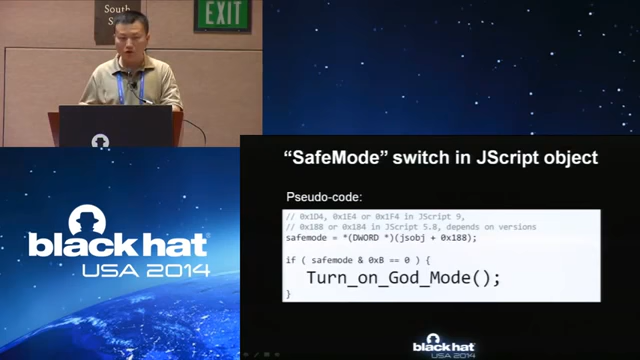 South
EXIT
black hat
USA 2014
“SafeMode” switch in JScript object
Pseudo-code:
// 0x1D4, 0x1E4 or 0x1F4 in JScript 9,
// 0x188 or 0x184 in JScript 5.8, depends on versions
safemode = *(DWORD *)(jsobj + 0x188);
if ( safemode & 0xB == 0 ) {
Turn_on_God_Mode();
}
black hat
USA 2014